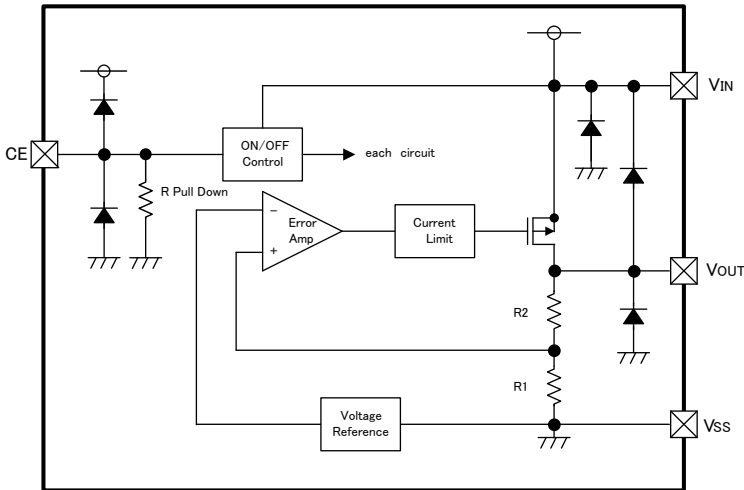 VIN
CE
ON/OFF
Control
each circuit
R Pull Down
−
Error
Amp
+
Current
Limit
VOUT
R2
R1
Voltage
Reference
VSS